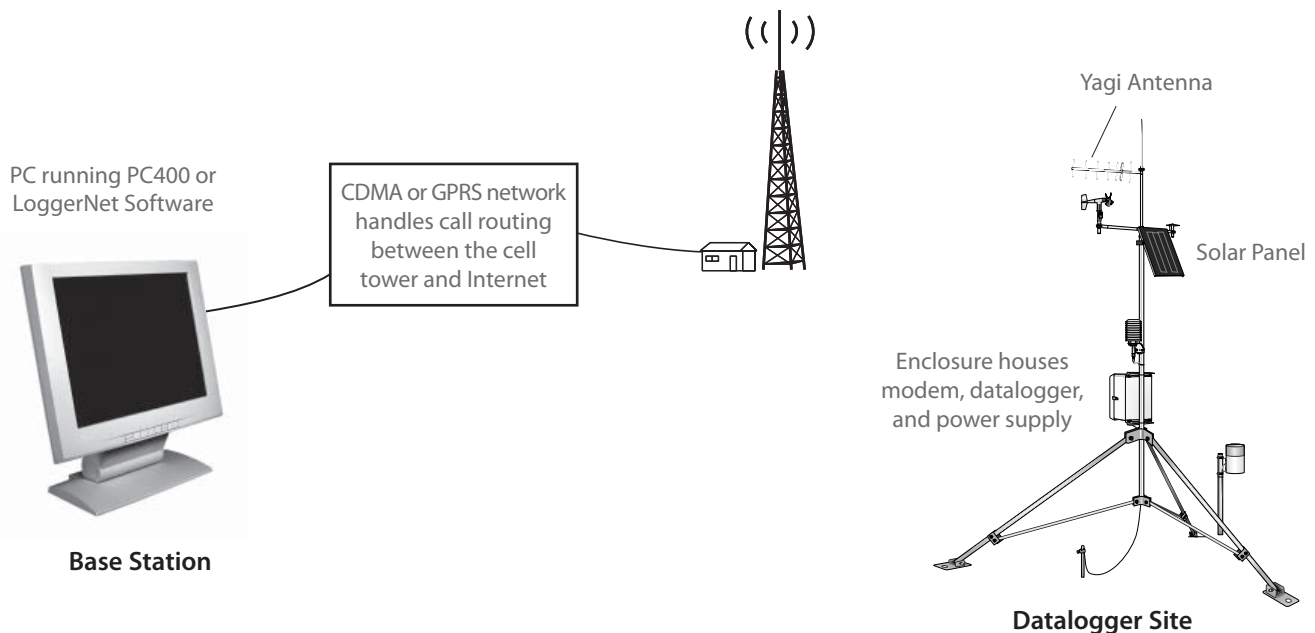 PC running PC400 or
LoggerNet Software
Base Station
CDMA or GPRS network
handles call routing
between the cell
tower and Internet
Yagi Antenna
Solar Panel
Enclosure houses
modem, datalogger,
and power supply
Datalogger Site